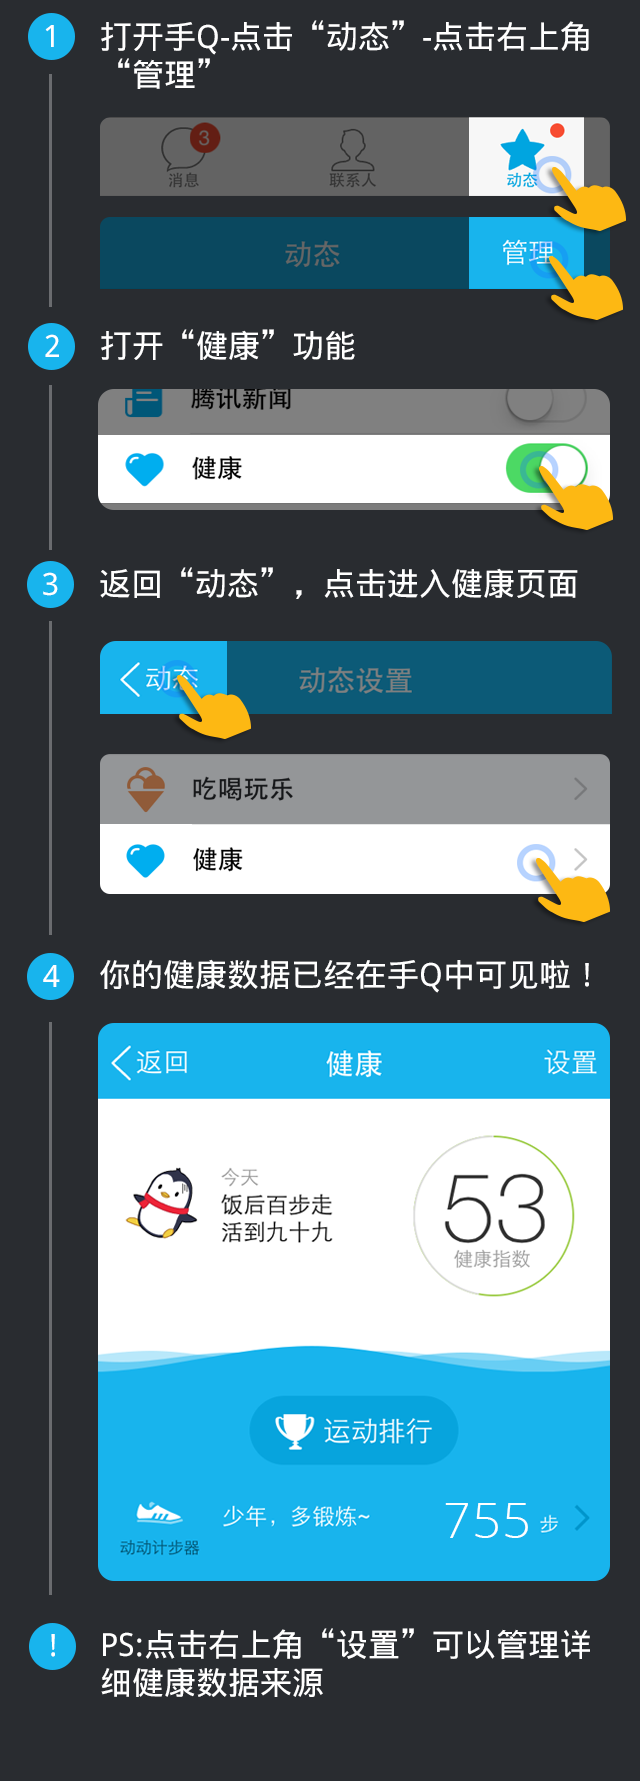 1
打开手Q-点击“动态”-点击右上角
“管理”
3
消息
联系人
动态
动态
管理
2
打开“健康”功能
腾讯新闻
健康
3
返回“动态”，点击进入健康页面
动态
动态设置
吃喝玩乐
健康
4
你的健康数据已经在手Q中可见啦！
返回
健康
设置
今天
饭后百步走
活到九十九
53
健康指数
运动排行
动动计步器
少年，多锻炼~
755 步
!
PS:点击右上角“设置”可以管理详
细健康数据来源